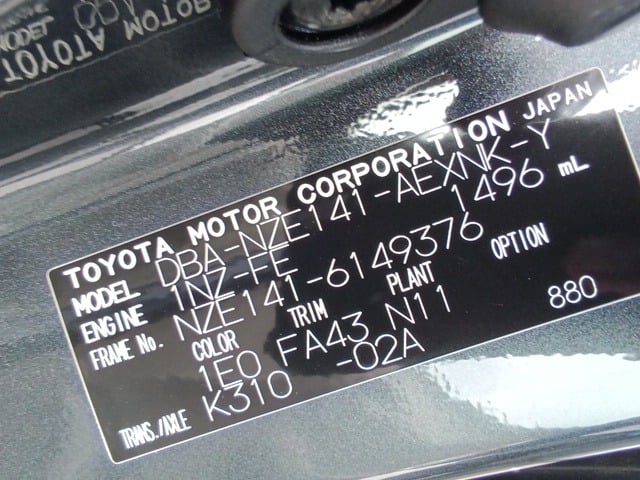 TOYOTA MOTOR CORPORATION JAPAN
MODEL DBA-NZE141-AEXNK-Y
ENGINE 1NZ-FE 1496 mL
FRAME No. NZE141-6149376
COLOR TRIM PLANT OPTION
1E0 FA43 N11 880
TRANS./AXLE K310 -02A
TOYOTA MOTOR
MODEL